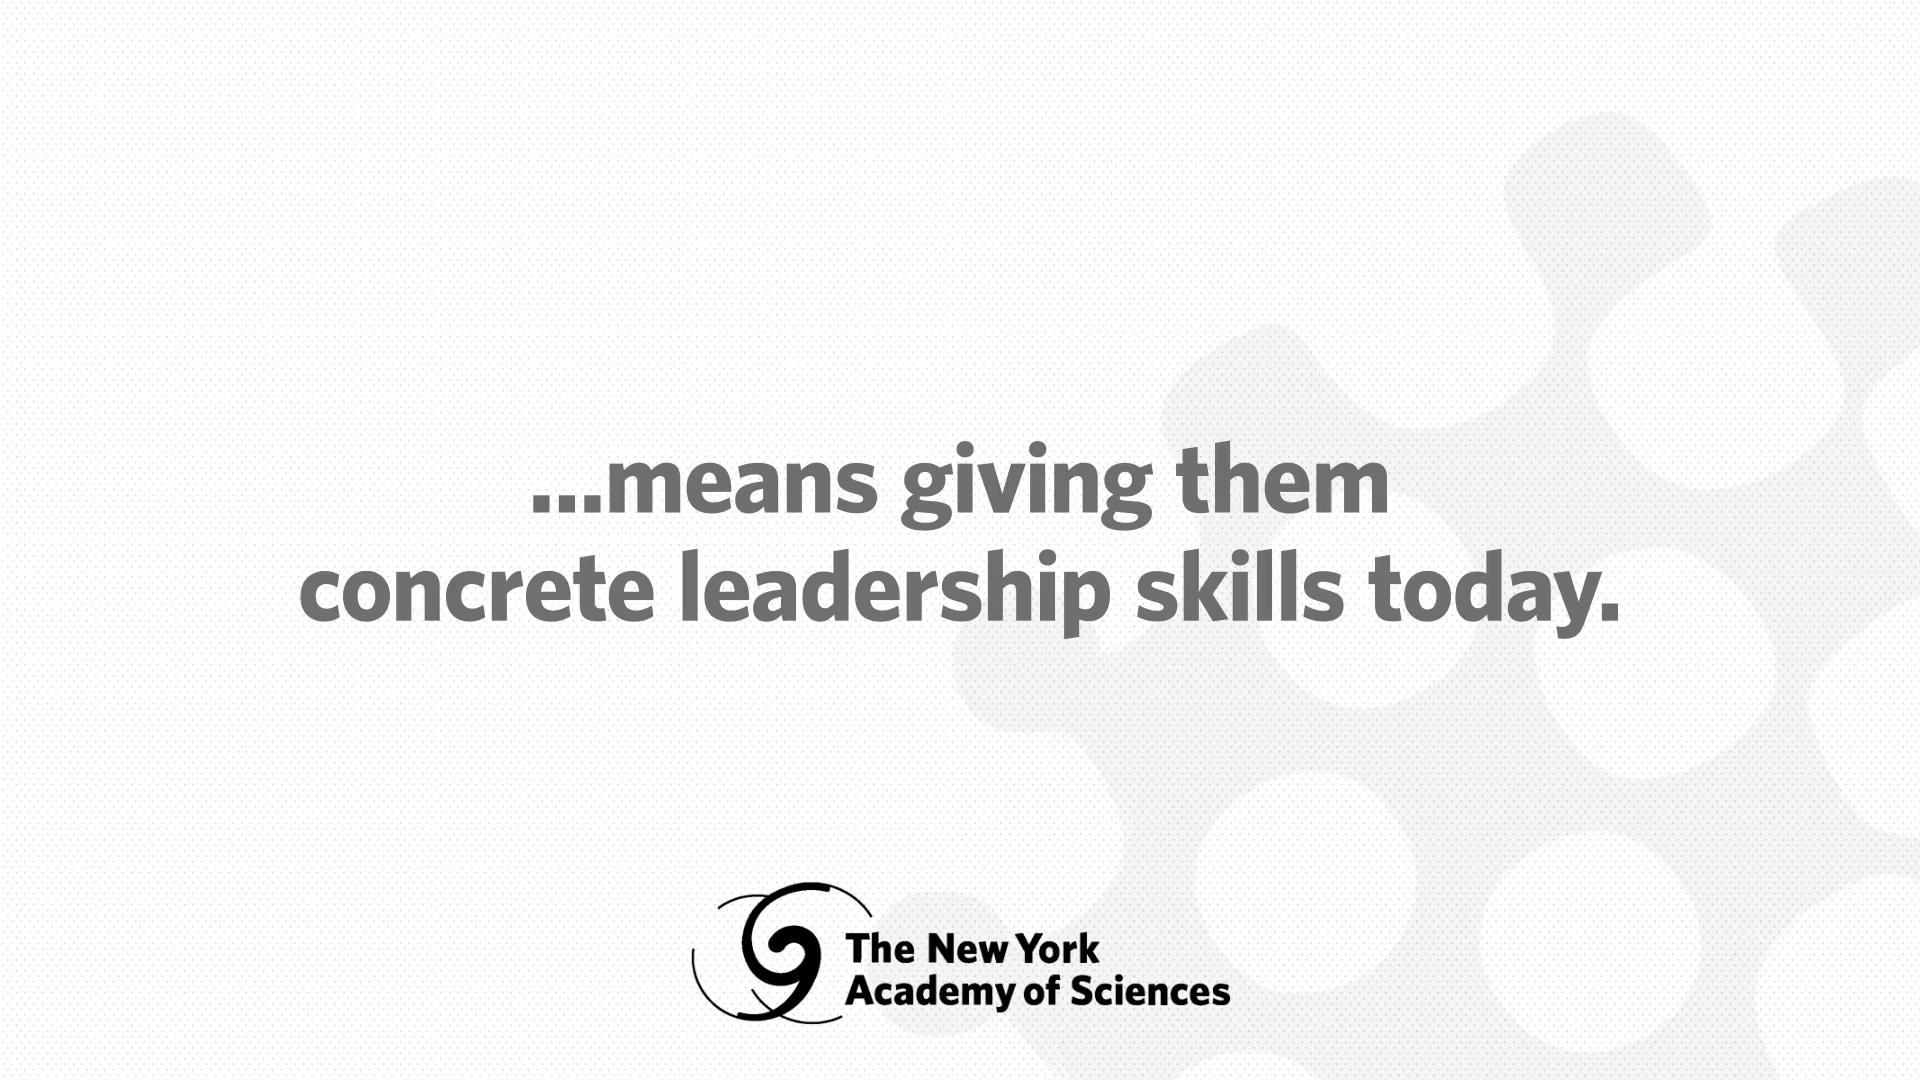 ...means giving them
concrete leadership skills today.
The New York
Academy of Sciences